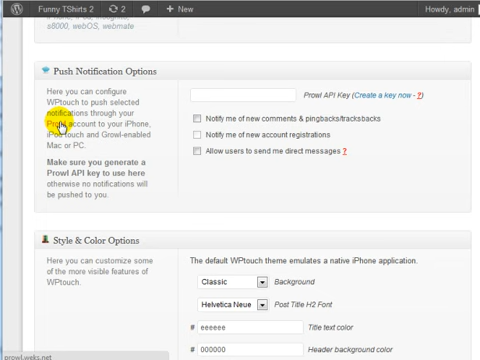 Funny TShirts 2 2 + New Howdy, admin
s8000, webOS, webmate
Push Notification Options
Here you can configure
WPtouch to push selected
notifications through your
Prowl account to your iPhone,
iPod touch and Growl-enabled
Mac or PC.
Make sure you generate a
Prowl API key to use here
otherwise no notifications will
be pushed to you.
Prowl API Key (Create a key now - ?)
Notify me of new comments & pingbacks/tracksbacks
Notify me of new account registrations
Allow users to send me direct messages ?
Style & Color Options
Here you can customize some
of the more visible features of
WPtouch.
The default WPtouch theme emulates a native iPhone application.
Classic Background
Helvetica Neue Post Title H2 Font
# eeeeee Title text color
# 000000 Header background color
prowl.weks.net